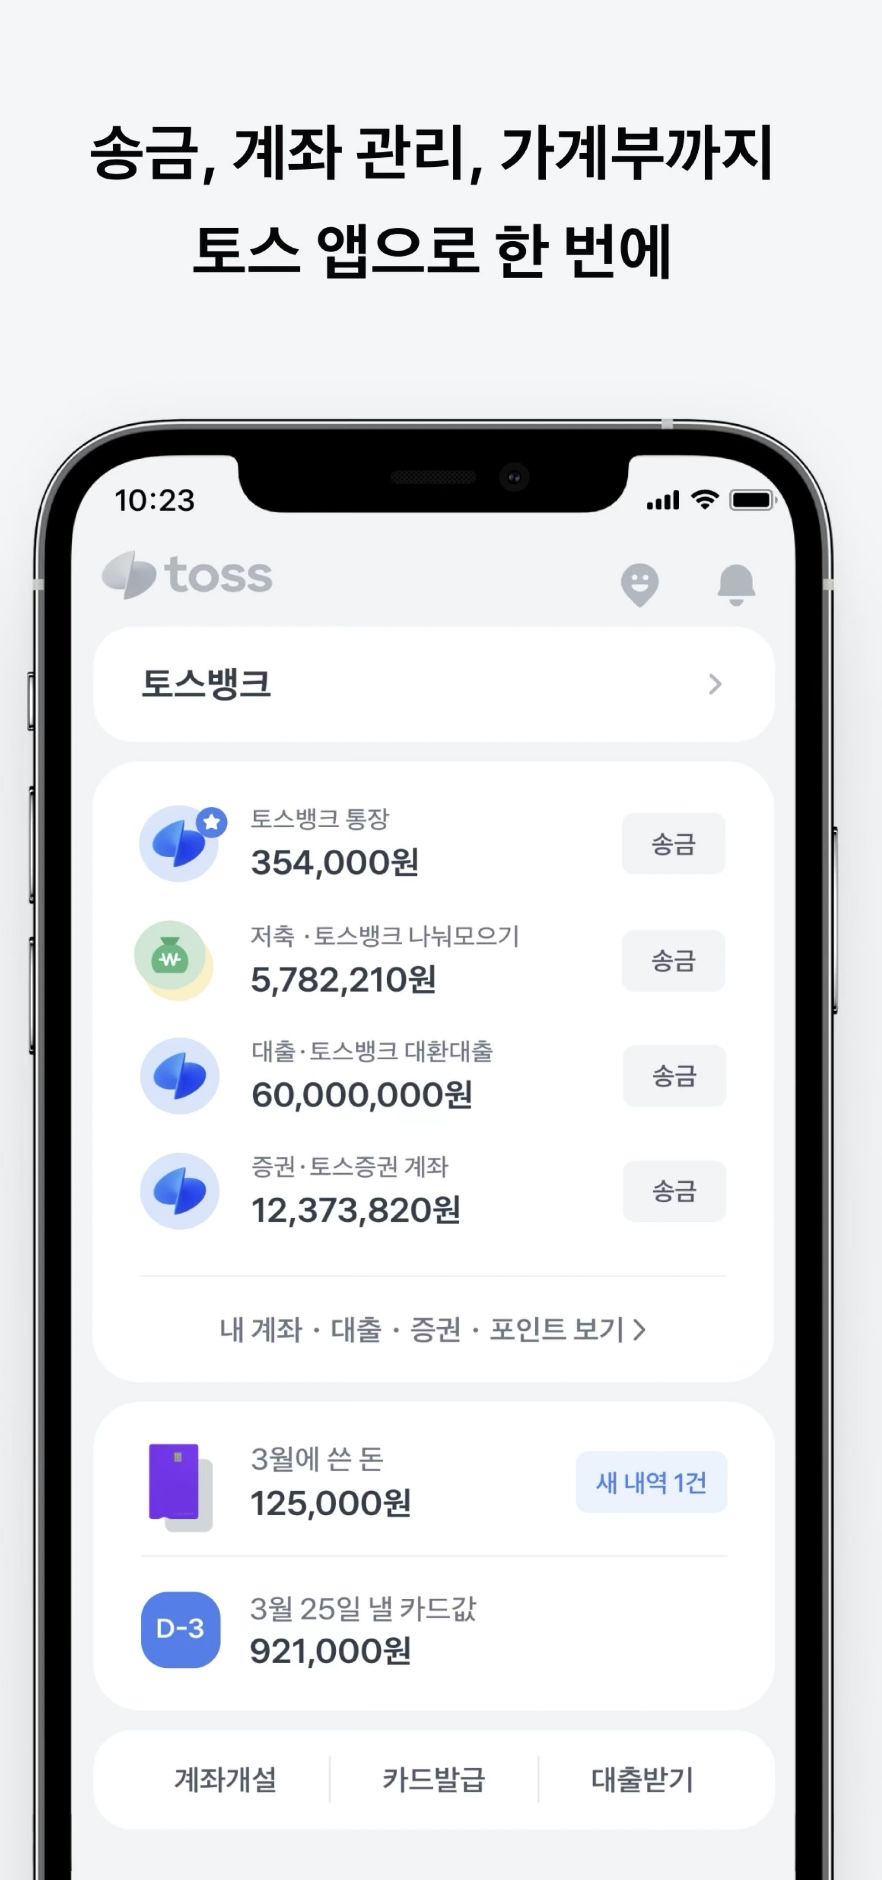 송금, 계좌 관리, 가계부까지
토스 앱으로 한 번에
10:23
toss
토스뱅크
토스뱅크 통장
354,000원
송금
저축 · 토스뱅크 나눠모으기
5,782,210원
송금
대출 · 토스뱅크 대환대출
60,000,000원
송금
증권 · 토스증권 계좌
12,373,820원
송금
내 계좌 · 대출 · 증권 · 포인트 보기
3월에 쓴 돈
125,000원
새 내역 1건
D-3
3월 25일 낼 카드값
921,000원
계좌개설
카드발급
대출받기